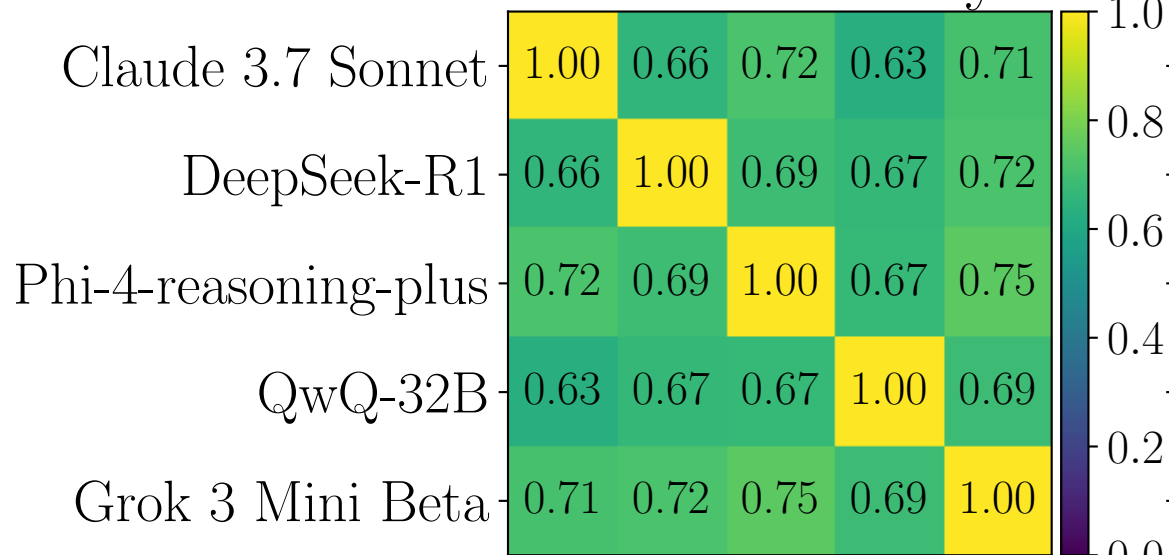 Claude 3.7 Sonnet 1.00 0.66 0.72 0.63 0.71
DeepSeek-R1 0.66 1.00 0.69 0.67 0.72
Phi-4-reasoning-plus 0.72 0.69 1.00 0.67 0.75
QwQ-32B 0.63 0.67 0.67 1.00 0.69
Grok 3 Mini Beta 0.71 0.72 0.75 0.69 1.00
1.0
0.8
0.6
0.4
0.2
0.0